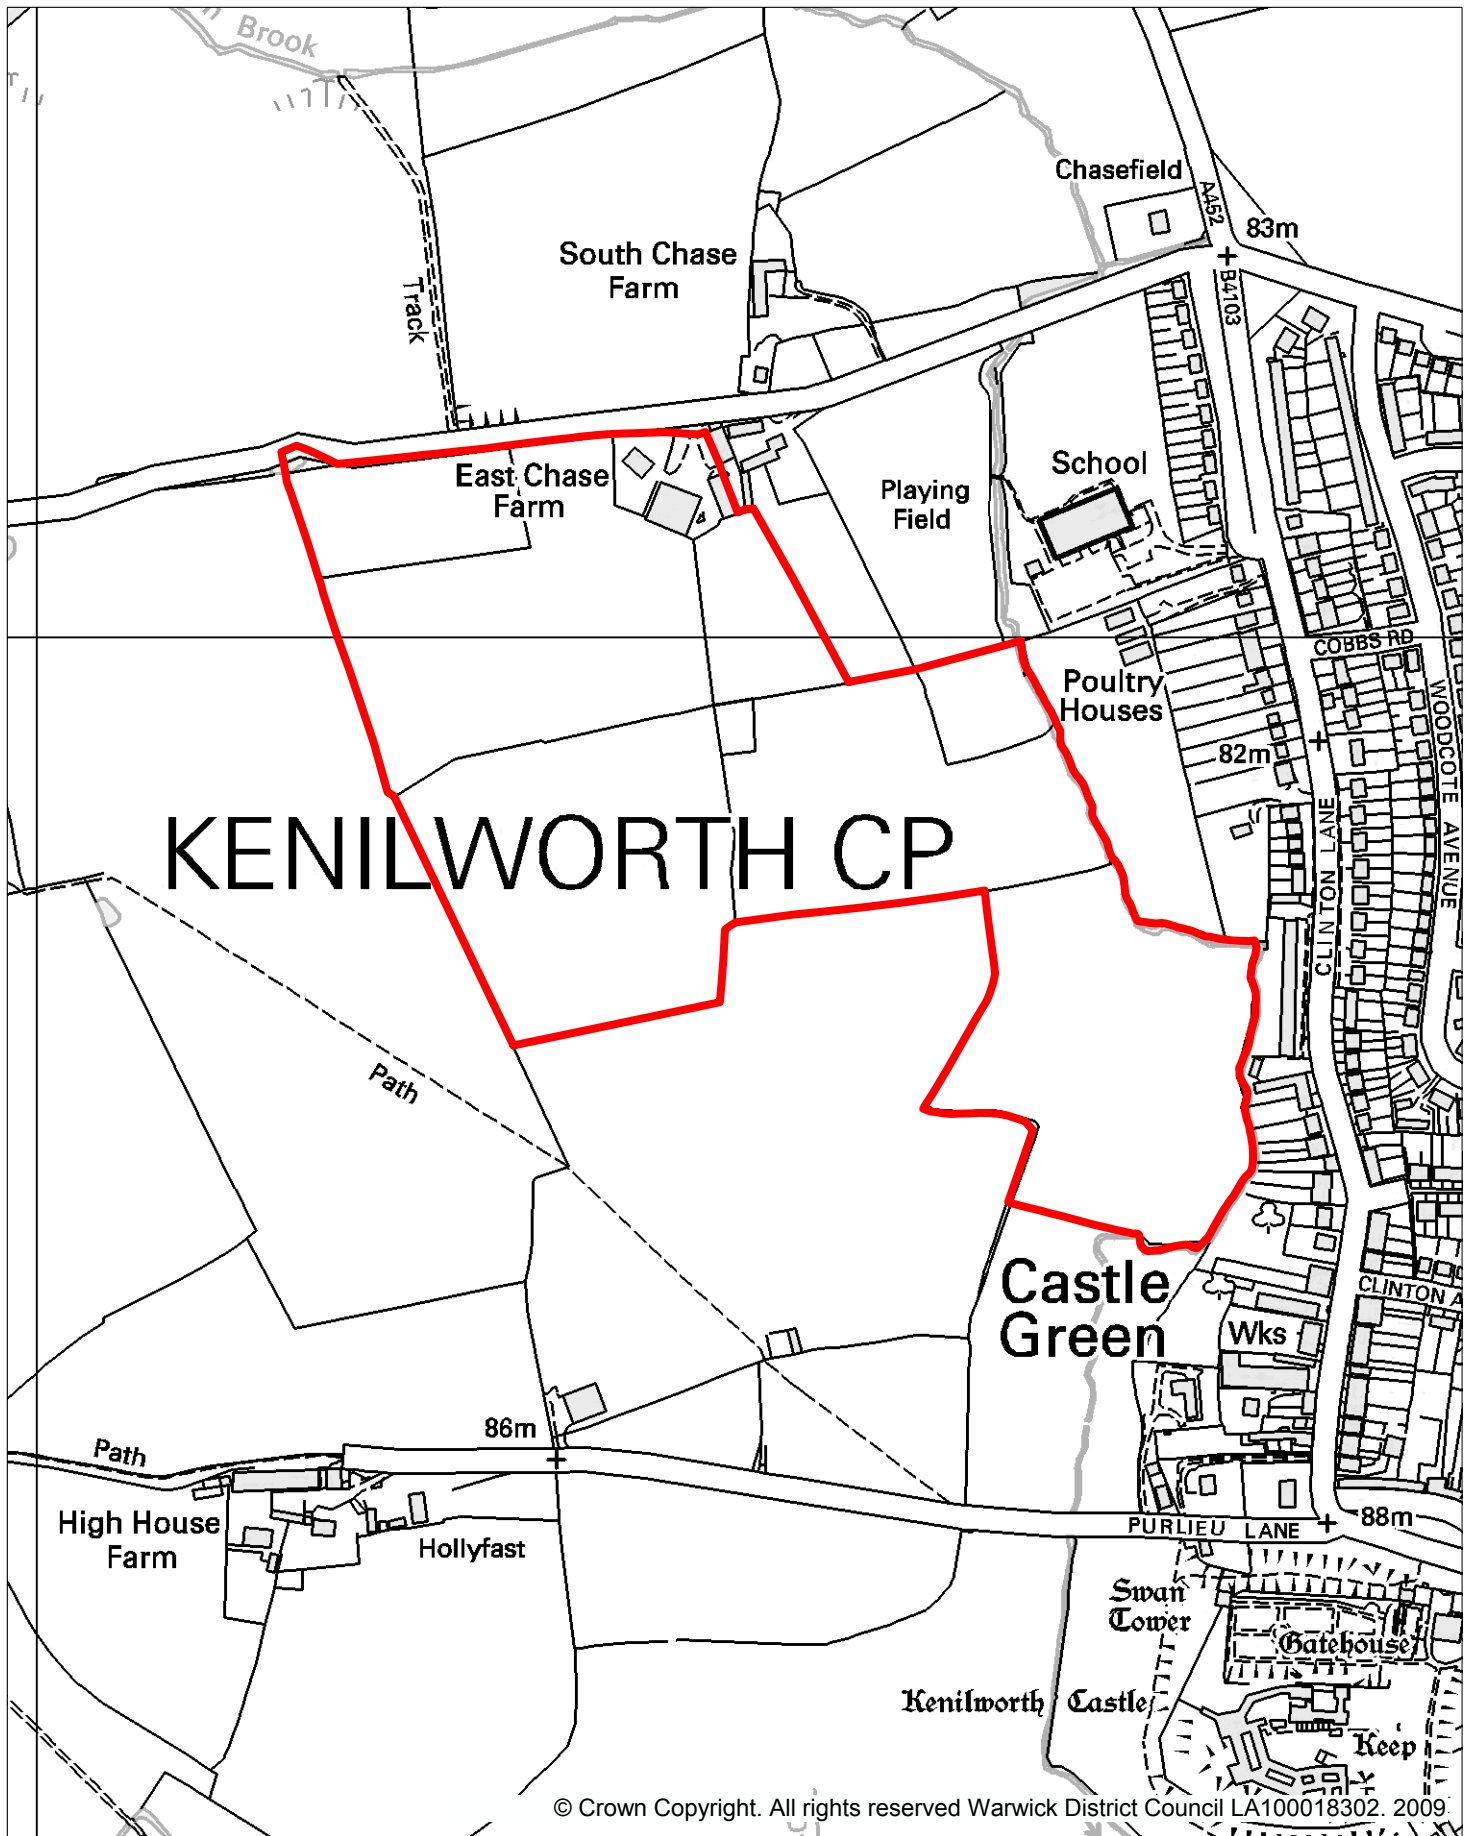 Brook
Chasefield
A452
83m
South Chase
Farm
Track
B4103
East Chase
Farm
School
Playing
Field
COBBS RD
Poultry
Houses
WOODCOTE AVENUE
82m
KENILWORTH CP
CLINTON LANE
Path
Castle
Green
CLINTON A
Wks
86m
Path
High House
Farm
Hollyfast
PURLIEU LANE
88m
Swan
Tower
Gatehouse
Kenilworth Castle
Keep
© Crown Copyright. All rights reserved Warwick District Council LA100018302. 2009